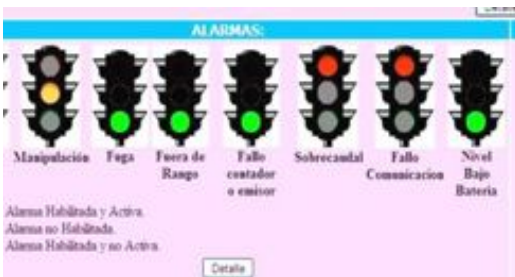 Detalle
ALARMAS:
Manipulación Fuga Fuera de Rango Fallo contador o emisor Sobrecaudal Fallo Comunicacion Nivel Bajo Bateria
Alarma Habilitada y Activa.
Alarma no Habilitada.
Alarma Habilitada y no Activa.
Detalle